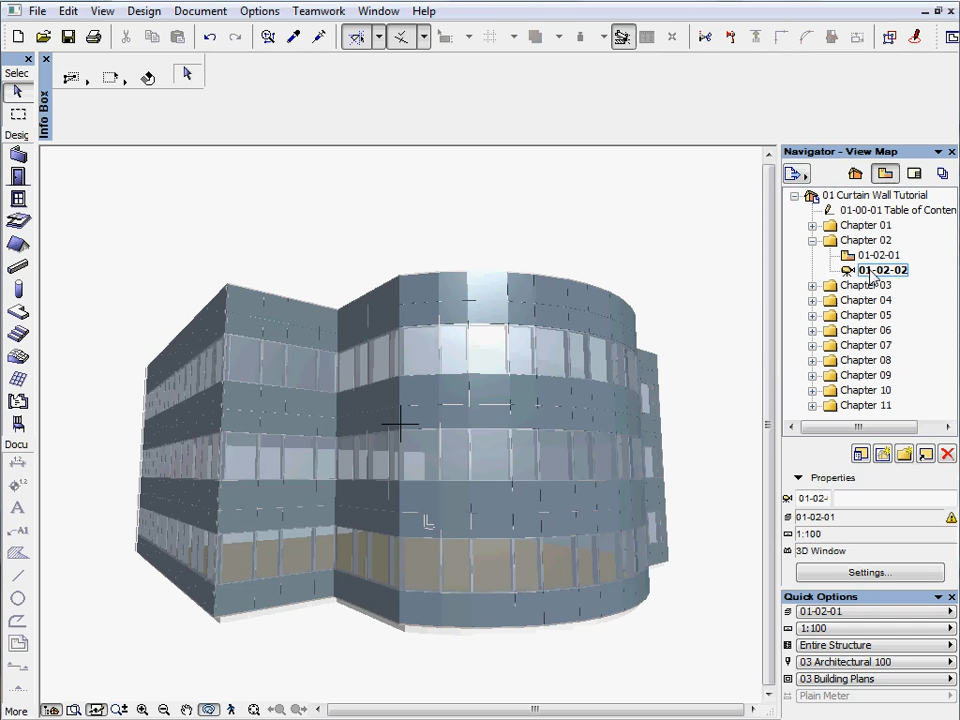 File Edit View Design Document Options Teamwork Window Help
Selec
Info Box
Desig
Navigator - View Map
01 Curtain Wall Tutorial
01-00-01 Table of Conten
Chapter 01
Chapter 02
01-02-01
01-02-02
Chapter 03
Chapter 04
Chapter 05
Chapter 06
Chapter 07
Chapter 08
Chapter 09
Chapter 10
Chapter 11
Docu
A
A1
Properties
01-02-
01-02-01
1:100
3D Window
Settings...
Quick Options
01-02-01
1:100
Entire Structure
03 Architectural 100
03 Building Plans
Plain Meter
More